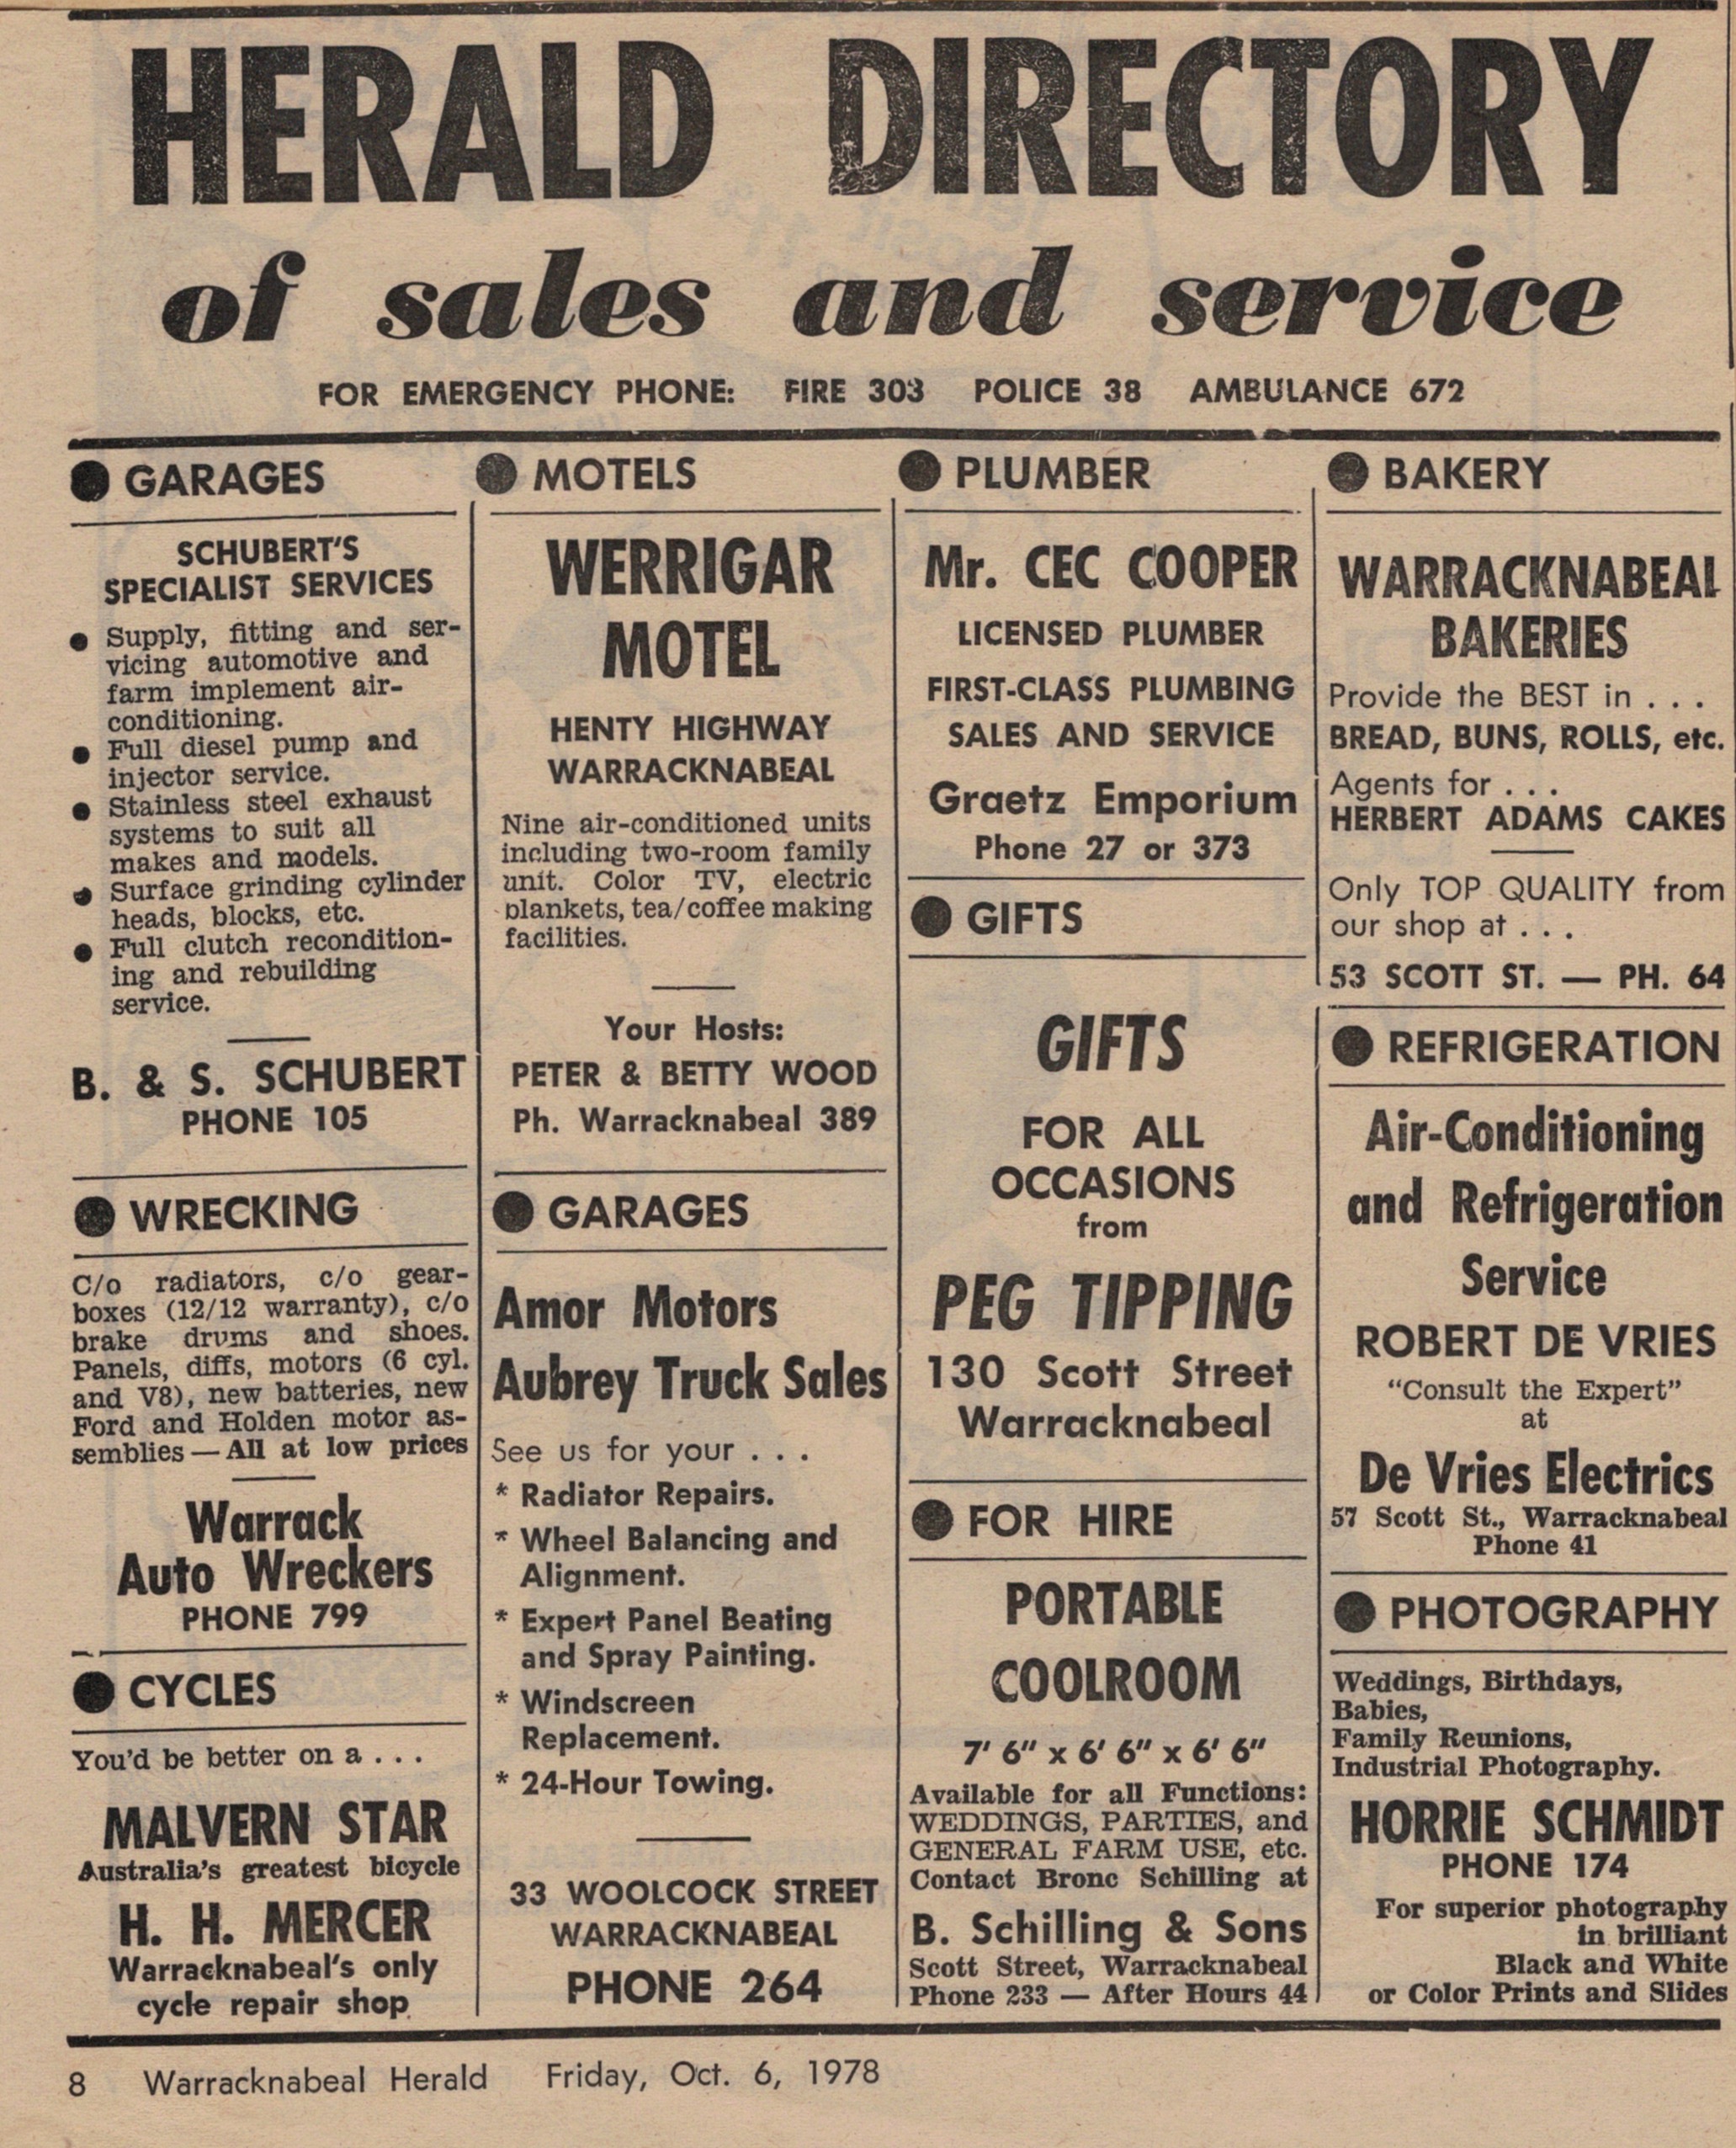 HERALD DIRECTORY
of sales and service
FOR EMERGENCY PHONE: FIRE 303 POLICE 38 AMBULANCE 672
● GARAGES
SCHUBERT'S
SPECIALIST SERVICES
● Supply, fitting and ser-
vicing automotive and
farm implement air-
conditioning.
● Full diesel pump and
injector service.
● Stainless steel exhaust
systems to suit all
makes and models.
● Surface grinding cylinder
heads, blocks, etc.
● Full clutch recondition-
ing and rebuilding
service.
B. & S. SCHUBERT
PHONE 105
● WRECKING
C/o radiators, c/o gear-
boxes (12/12 warranty), c/o
brake drums and shoes.
Panels, diffs, motors (6 cyl.
and V8), new batteries, new
Ford and Holden motor as-
semblies — All at low prices
Warrack
Auto Wreckers
PHONE 799
● CYCLES
You'd be better on a . . .
MALVERN STAR
Australia's greatest bicycle
H. H. MERCER
Warracknabeal's only
cycle repair shop
● MOTELS
WERRIGAR
MOTEL
HENTY HIGHWAY
WARRACKNABEAL
Nine air-conditioned units
including two-room family
unit. Color TV, electric
blankets, tea/coffee making
facilities.
Your Hosts:
PETER & BETTY WOOD
Ph. Warracknabeal 389
● GARAGES
Amor Motors
Aubrey Truck Sales
See us for your . . .
* Radiator Repairs.
* Wheel Balancing and
Alignment.
* Expert Panel Beating
and Spray Painting.
* Windscreen
Replacement.
* 24-Hour Towing.
33 WOOLCOCK STREET
WARRACKNABEAL
PHONE 264
● PLUMBER
Mr. CEC COOPER
LICENSED PLUMBER
FIRST-CLASS PLUMBING
SALES AND SERVICE
Graetz Emporium
Phone 27 or 373
● GIFTS
GIFTS
FOR ALL
OCCASIONS
from
PEG TIPPING
130 Scott Street
Warracknabeal
● FOR HIRE
PORTABLE
COOLROOM
7' 6" x 6' 6" x 6' 6"
Available for all Functions:
WEDDINGS, PARTIES, and
GENERAL FARM USE, etc.
Contact Bronc Schilling at
B. Schilling & Sons
Scott Street, Warracknabeal
Phone 233 — After Hours 44
● BAKERY
WARRACKNABEAL
BAKERIES
Provide the BEST in . . .
BREAD, BUNS, ROLLS, etc.
Agents for . . .
HERBERT ADAMS CAKES
Only TOP QUALITY from
our shop at . . .
53 SCOTT ST. — PH. 64
● REFRIGERATION
Air-Conditioning
and Refrigeration
Service
ROBERT DE VRIES
"Consult the Expert"
at
De Vries Electrics
57 Scott St., Warracknabeal
Phone 41
● PHOTOGRAPHY
Weddings, Birthdays,
Babies,
Family Reunions,
Industrial Photography.
HORRIE SCHMIDT
PHONE 174
For superior photography
in brilliant
Black and White
or Color Prints and Slides
8 Warracknabeal Herald Friday, Oct. 6, 1978